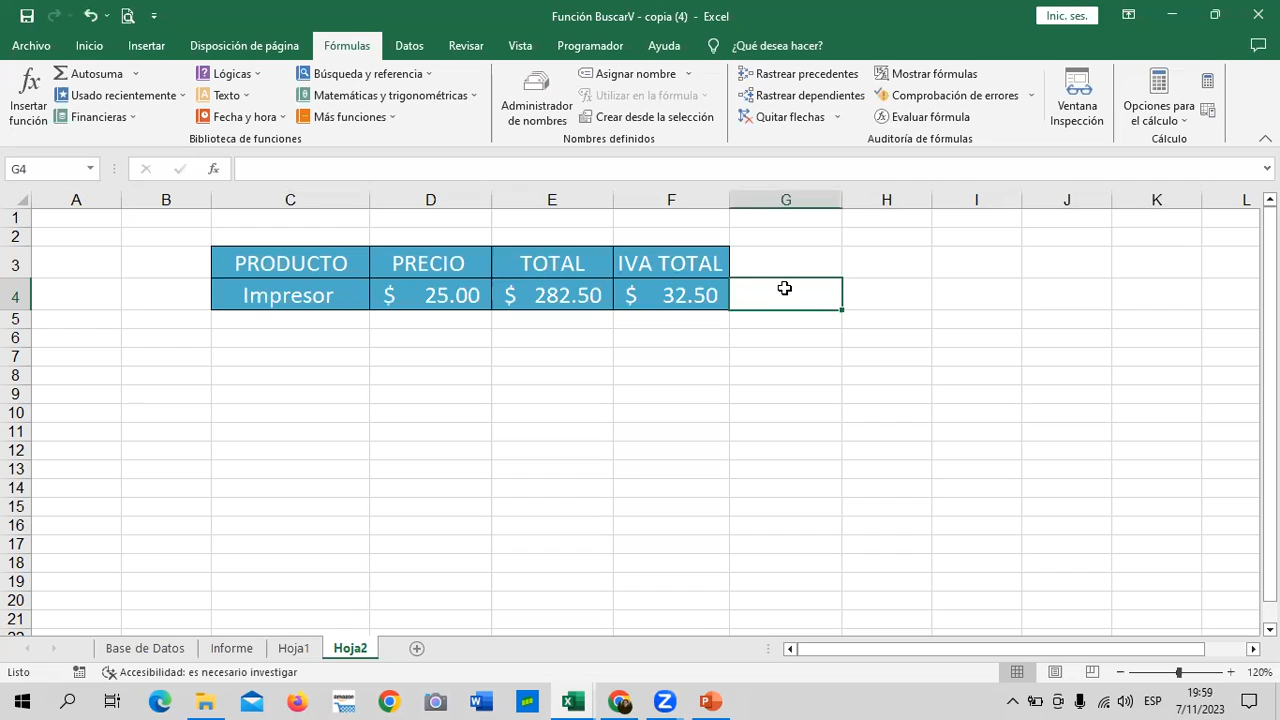 Función BuscarV - copia (4) - Excel
Inic. ses.
Archivo Inicio Insertar Disposición de página Fórmulas Datos Revisar Vista Programador Ayuda ¿Qué desea hacer?
Insertar función
Autosuma
Usado recientemente
Financieras
Lógicas
Texto
Fecha y hora
Búsqueda y referencia
Matemáticas y trigonométricas
Más funciones
Biblioteca de funciones
Administrador de nombres
Asignar nombre
Utilizar en la fórmula
Crear desde la selección
Nombres definidos
Rastrear precedentes
Rastrear dependientes
Quitar flechas
Mostrar fórmulas
Comprobación de errores
Evaluar fórmula
Auditoría de fórmulas
Ventana Inspección
Opciones para el cálculo
Cálculo
G4
fx
A B C D E F G H I J K L
1
2
3 PRODUCTO PRECIO TOTAL IVA TOTAL
4 Impresor $ 25.00 $ 282.50 $ 32.50
5
6
7
8
9
10
11
12
13
14
15
16
17
18
19
20
21
Base de Datos Informe Hoja1 Hoja2
Listo Accesibilidad: es necesario investigar 120%
ESP
19:59
7/11/2023